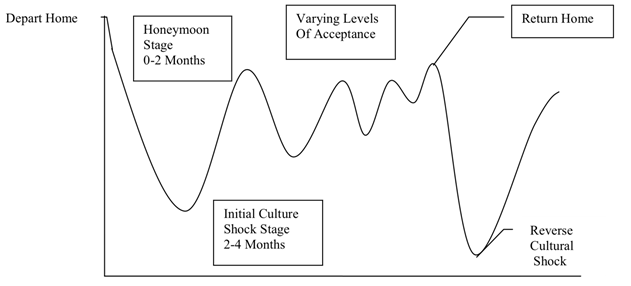 Depart Home
Honeymoon
Stage
0-2 Months
Varying Levels
Of Acceptance
Return Home
Initial Culture
Shock Stage
2-4 Months
Reverse
Cultural
Shock